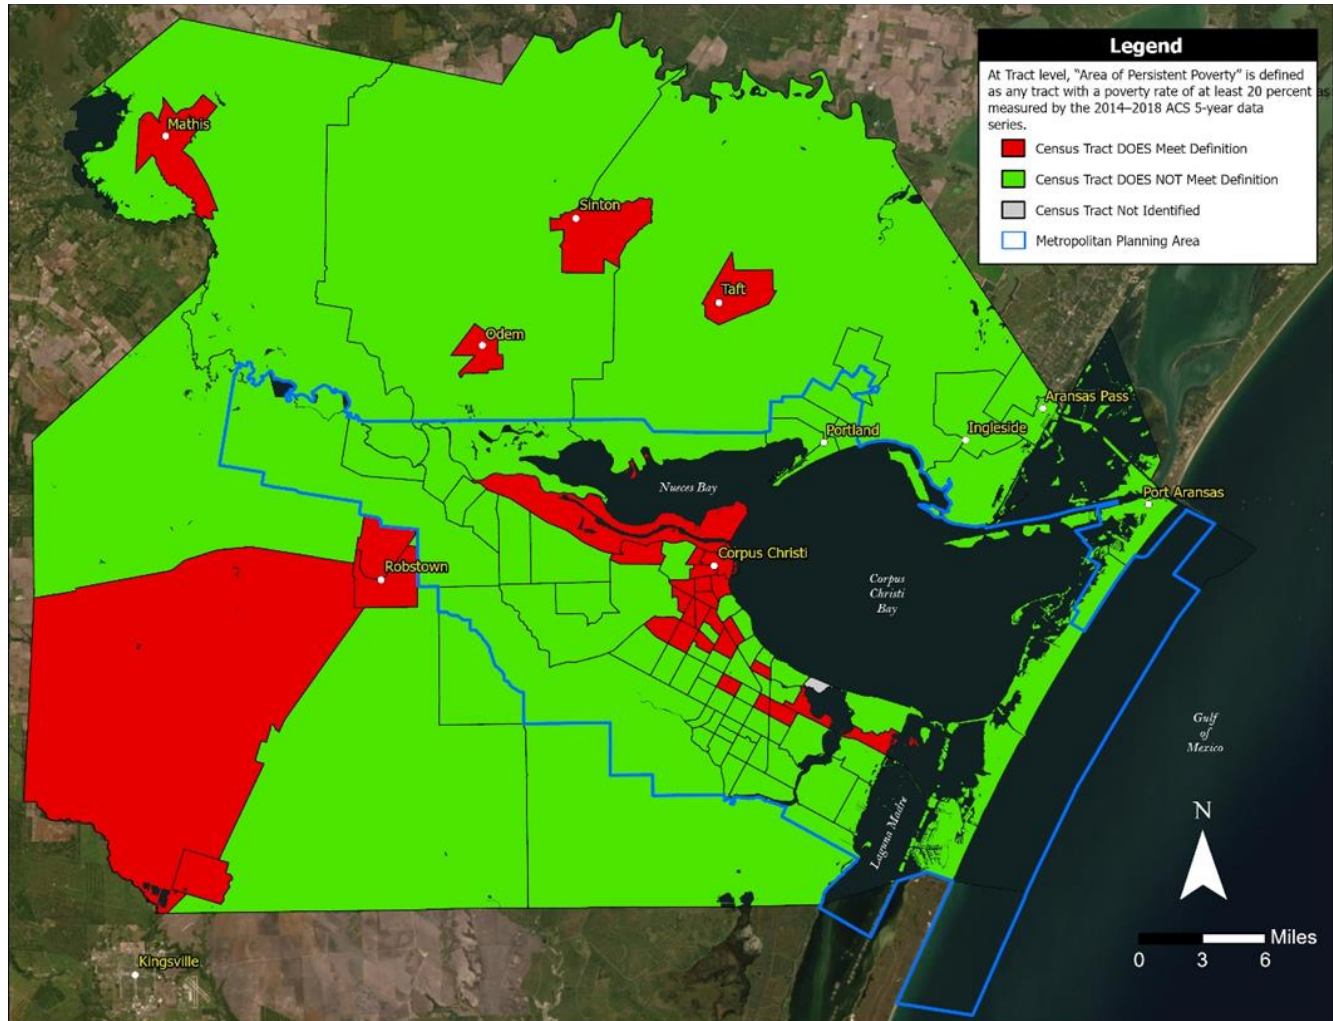 Legend
At Tract level, "Area of Persistent Poverty" is defined
as any tract with a poverty rate of at least 20 percent as
measured by the 2014–2018 ACS 5-year data
series.
Census Tract DOES Meet Definition
Census Tract DOES NOT Meet Definition
Census Tract Not Identified
Metropolitan Planning Area
Mathis
Sinton
Taft
Odem
Aransas Pass
Portland
Ingleside
Nueces Bay
Port Aransas
Corpus Christi
Robstown
Corpus
Christi
Bay
Gulf
of
Mexico
Laguna Madre
N
Miles
0 3 6
Kingsville